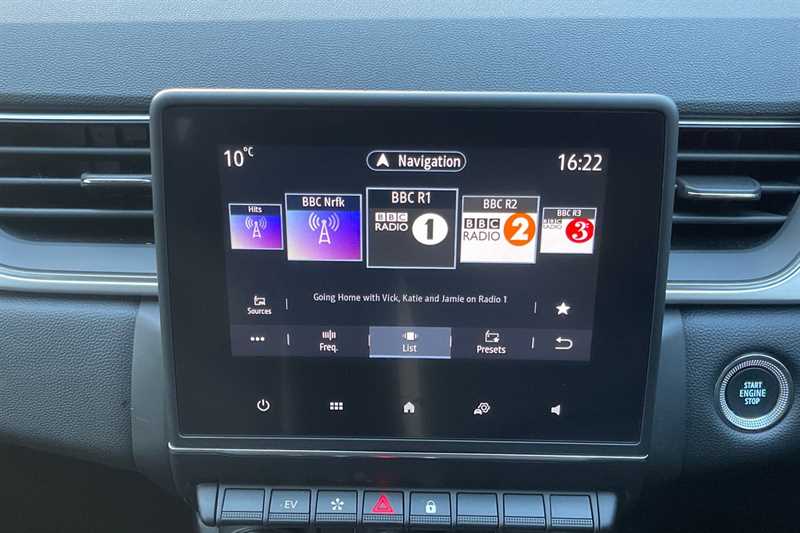 10°C
Navigation
16:22
Hits
BBC Nrfk
BBC R1
BBC RADIO 1
BBC R2
BBC RADIO 2
BBC R3
BBC RADIO 3
Going Home with Vick, Katie and Jamie on Radio 1
Sources
Freq.
List
Presets
START
ENGINE
STOP
EV